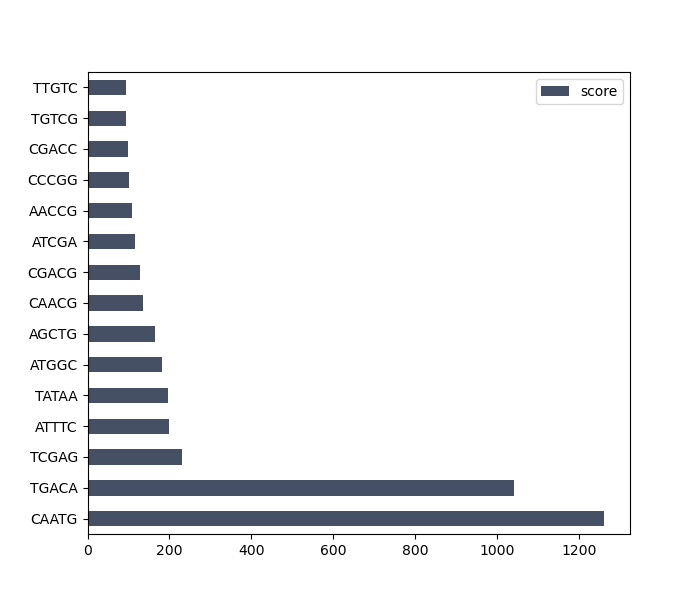 TTGTC
TGTCG
CGACC
CCCGG
AACCG
ATCGA
CGACG
CAACG
AGCTG
ATGGC
TATAA
ATTTC
TCGAG
TGACA
CAATG
0 200 400 600 800 1000 1200
score